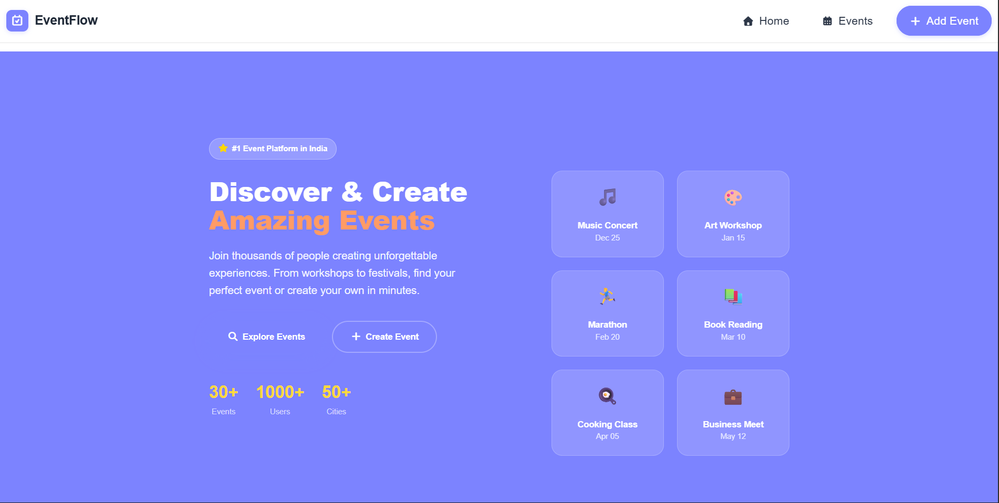 EventFlow
Home
Events
Add Event
#1 Event Platform in India
Discover & Create
Amazing Events
Join thousands of people creating unforgettable
experiences. From workshops to festivals, find your
perfect event or create your own in minutes.
Explore Events
Create Event
30+
Events
1000+
Users
50+
Cities
Music Concert
Dec 25
Art Workshop
Jan 15
Marathon
Feb 20
Book Reading
Mar 10
Cooking Class
Apr 05
Business Meet
May 12